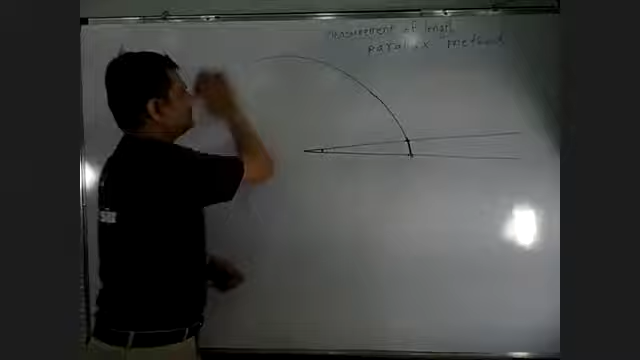 measurement of length
parallax method